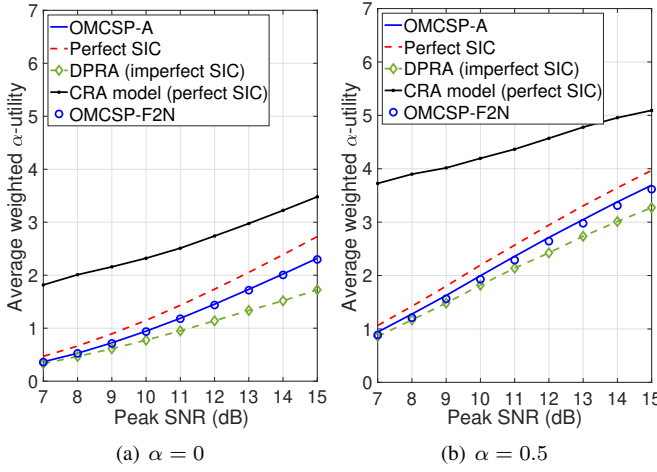 7
6
5
4
3
2
1
0
Average weighted α-utility
OMCSP-A
Perfect SIC
DPRA (imperfect SIC)
CRA model (perfect SIC)
OMCSP-F2N
7 8 9 10 11 12 13 14 15
Peak SNR (dB)
(a) α = 0
7
6
5
4
3
2
1
0
Average weighted α-utility
OMCSP-A
Perfect SIC
DPRA (imperfect SIC)
CRA model (perfect SIC)
OMCSP-F2N
7 8 9 10 11 12 13 14 15
Peak SNR (dB)
(b) α = 0.5